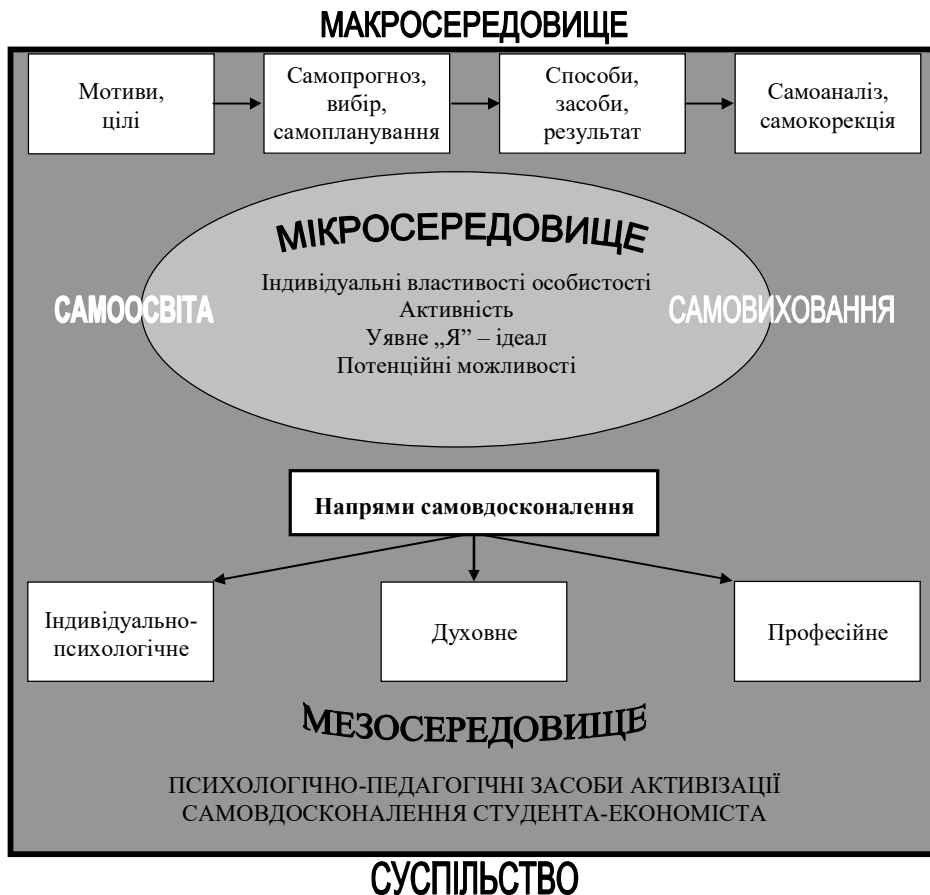 МАКРОСЕРЕДОВИЩЕ
Мотиви,
цілі
Самопрогноз,
вибір,
самопланування
Способи,
засоби,
результат
Самоаналіз,
самокорекція
МІКРОСЕРЕДОВИЩЕ
Індивідуальні властивості особистості
Активність
Уявне „Я” – ідеал
Потенційні можливості
САМООСВІТА
САМОВИХОВАННЯ
Напрями самовдосконалення
Індивідуально-
психологічне
Духовне
Професійне
МЕЗОСЕРЕДОВИЩЕ
ПСИХОЛОГІЧНО-ПЕДАГОГІЧНІ ЗАСОБИ АКТИВІЗАЦІЇ
САМОВДОСКОНАЛЕННЯ СТУДЕНТА-ЕКОНОМІСТА
СУСПІЛЬСТВО